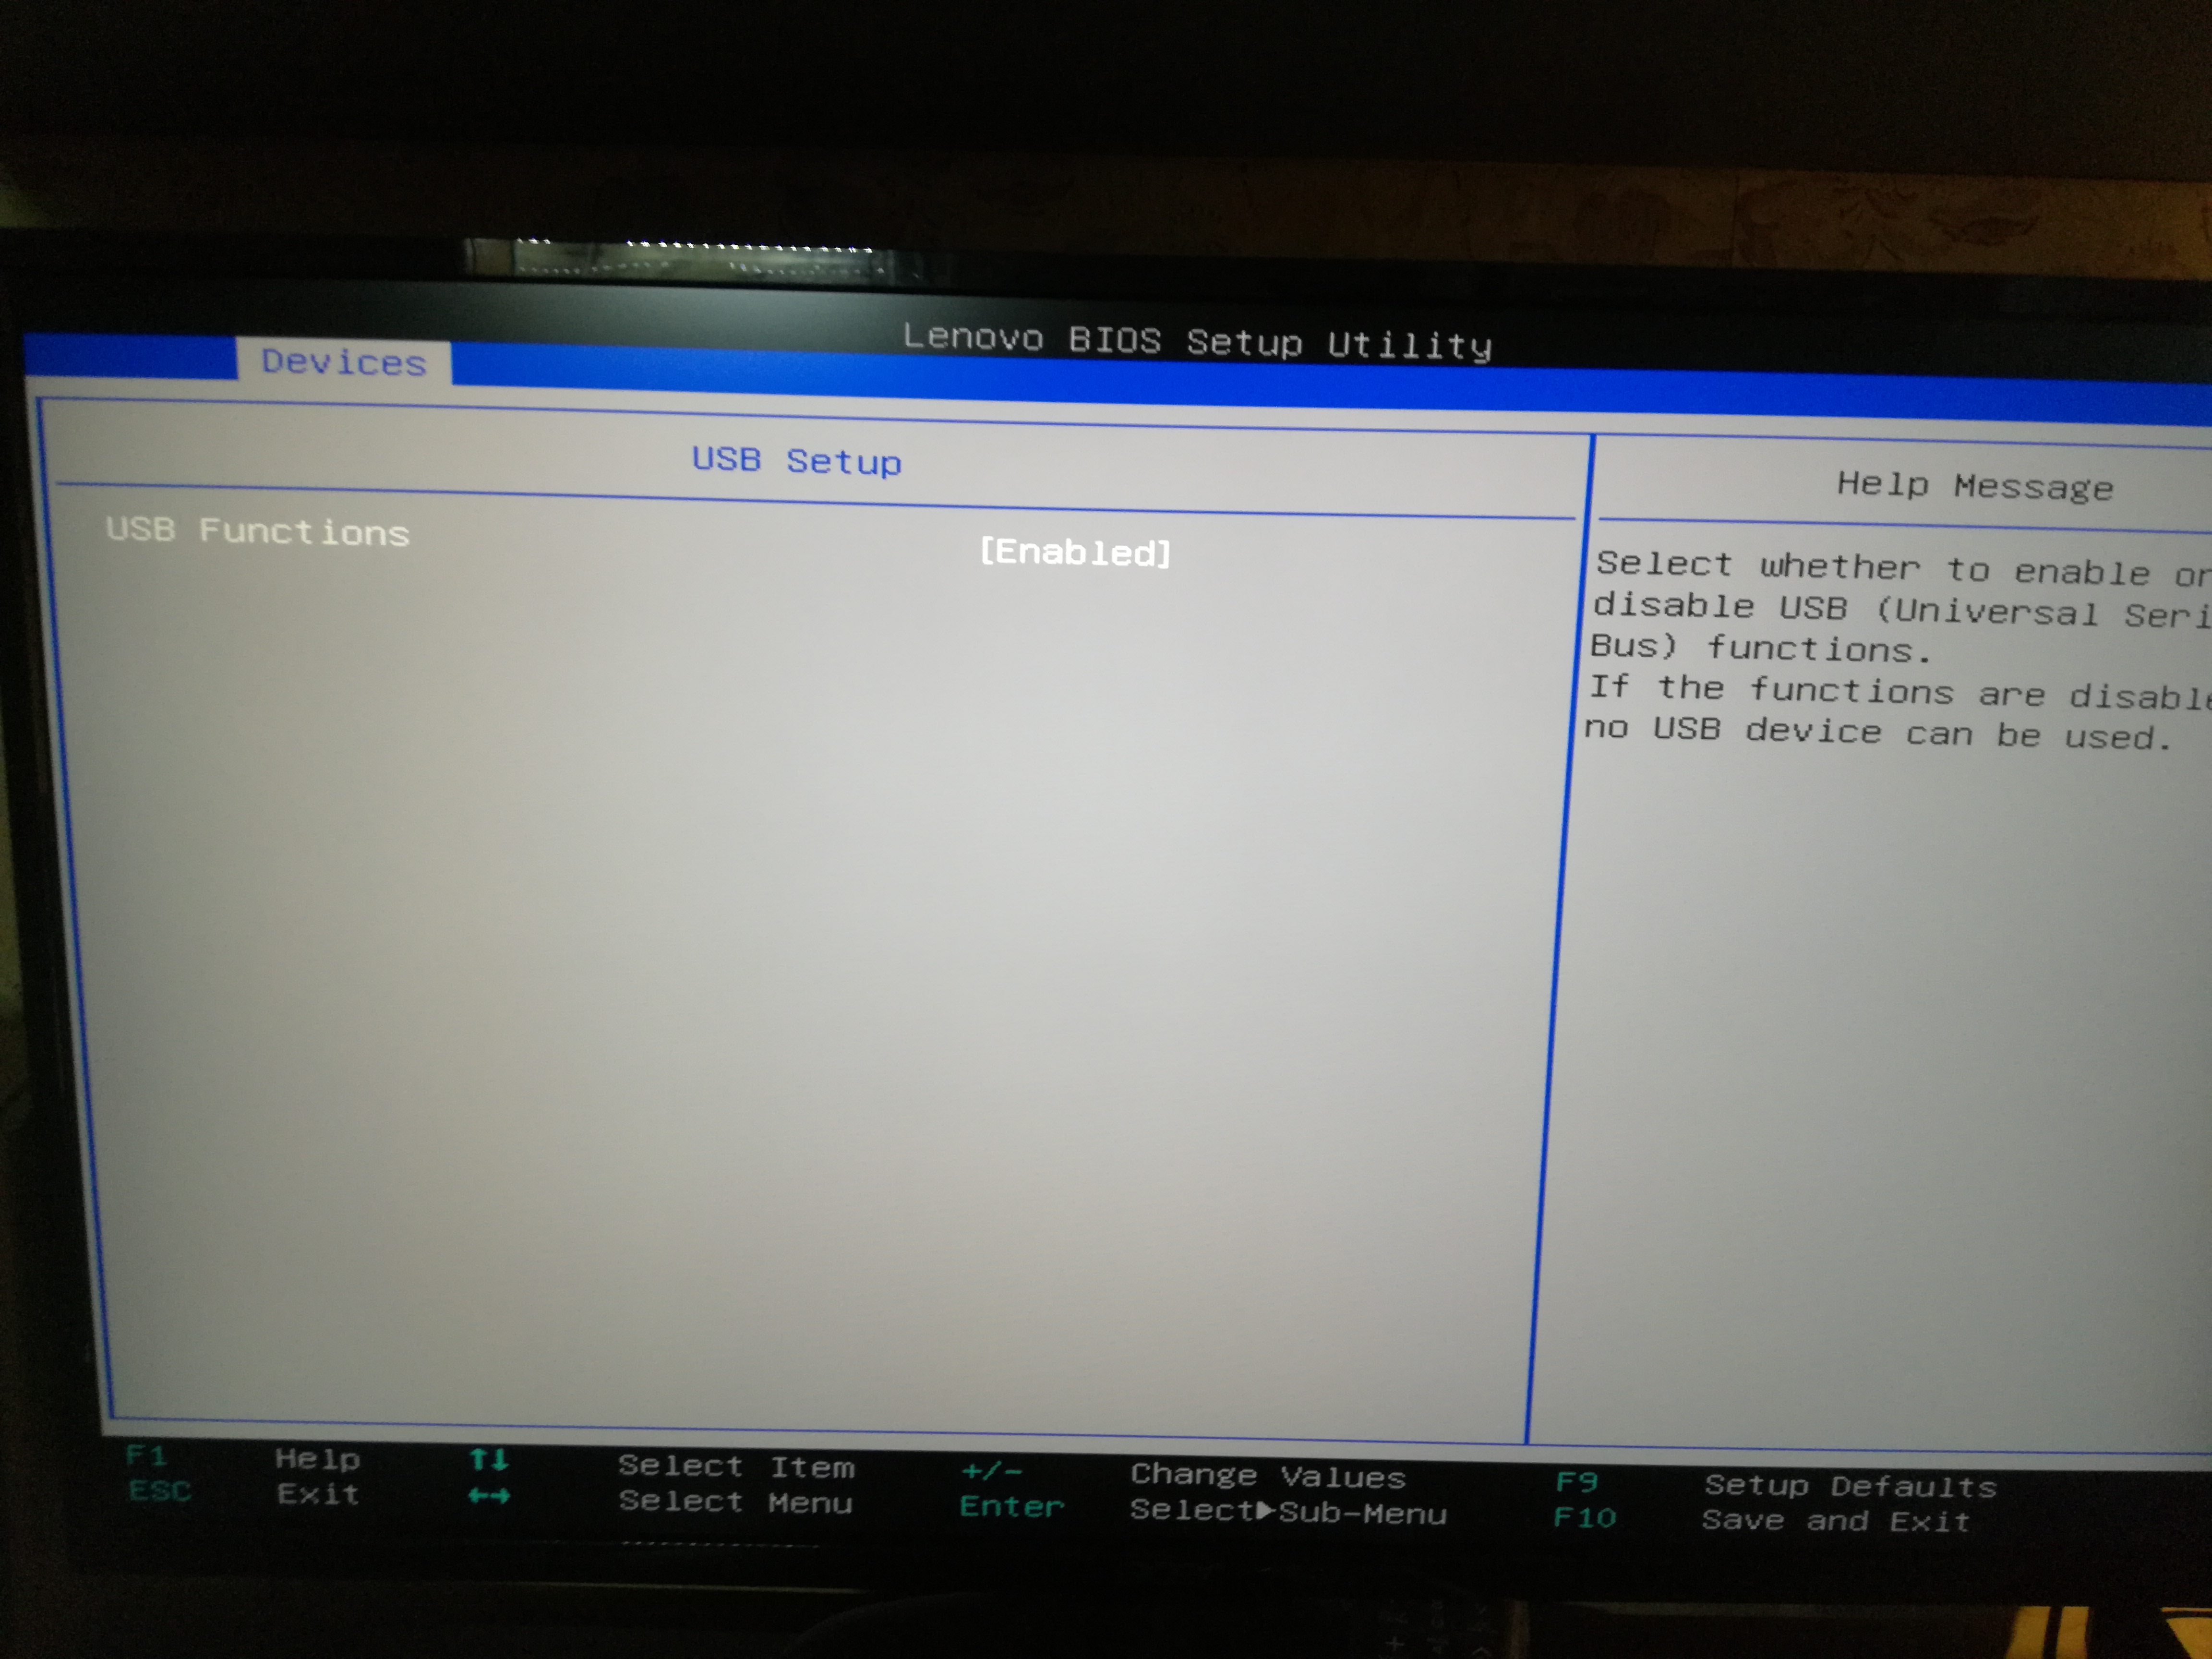 Lenovo BIOS Setup Utility
Devices
USB Setup
USB Functions [Enabled]
Help Message
Select whether to enable or
disable USB (Universal Seri
Bus) functions.
If the functions are disable
no USB device can be used.
F1 Help ↑↓ Select Item +/- Change Values F9 Setup Defaults
ESC Exit ←→ Select Menu Enter Select▶Sub-Menu F10 Save and Exit